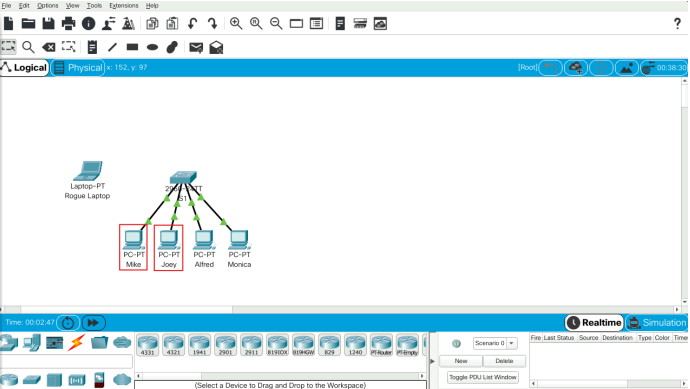 File Edit Options View Tools Extensions Help
?
Logical Physical x: 152, y: 97 [Root] 00:38:30
Laptop-PT
Rogue Laptop
2960-24TT
S1
PC-PT PC-PT PC-PT PC-PT
Mike Joey Alfred Monica
Time: 00:02:47 Realtime Simulation
Scenario 0 Fire Last Status Source Destination Type Color Time
4331 4321 1941 2901 2911 819IOX 819HGW 829 1240 PT-Router PT-Empty
New Delete
Toggle PDU List Window
(Select a Device to Drag and Drop to the Workspace)